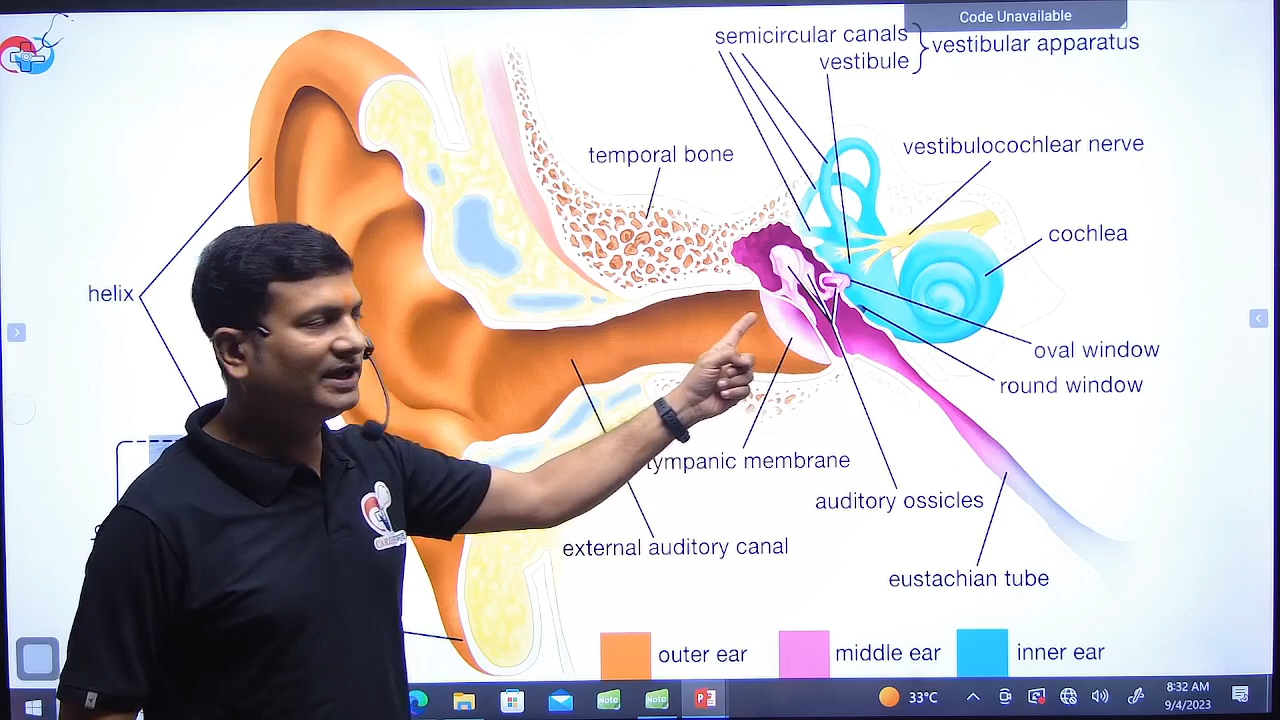 Code Unavailable
semicircular canals
vestibule
vestibular apparatus
temporal bone
vestibulocochlear nerve
cochlea
helix
oval window
round window
tympanic membrane
auditory ossicles
external auditory canal
eustachian tube
outer ear
middle ear
inner ear
Note
Note
33°C
8:32 AM
9/4/2023